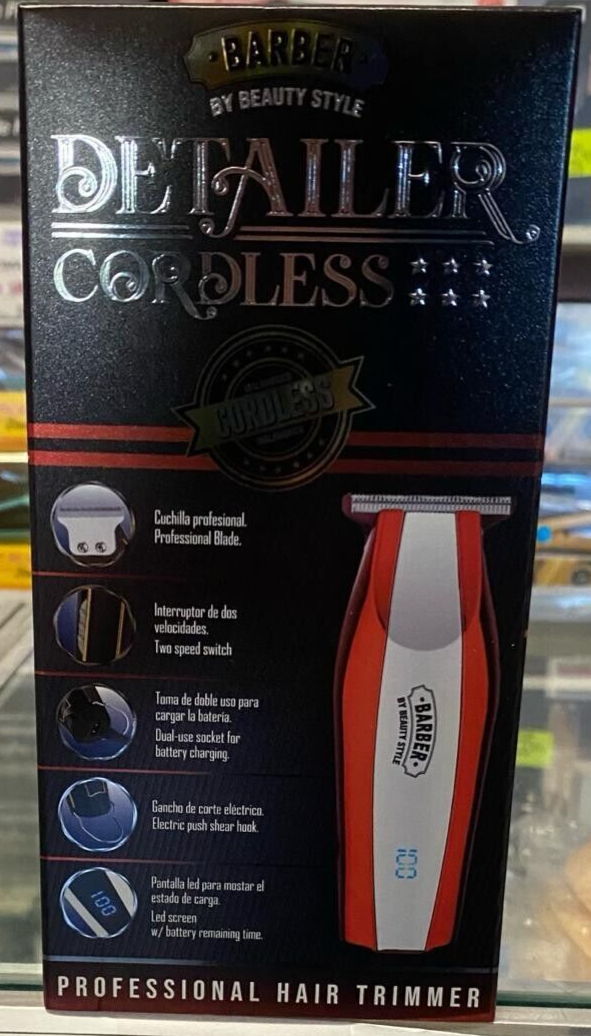 BARBER
BY BEAUTY STYLE
DETAILER
CORDLESS
CORDLESS
Cuchilla profesional.
Professional Blade.
Interruptor de dos
velocidades.
Two speed switch
Toma de doble uso para
cargar la batería.
Dual-use socket for
battery charging.
Gancho de corte eléctrico.
Electric push shear hook.
100
Pantalla led para mostar el
estado de carga.
Led screen
w/ battery remaining time.
BARBER
BY BEAUTY STYLE
100
PROFESSIONAL HAIR TRIMMER